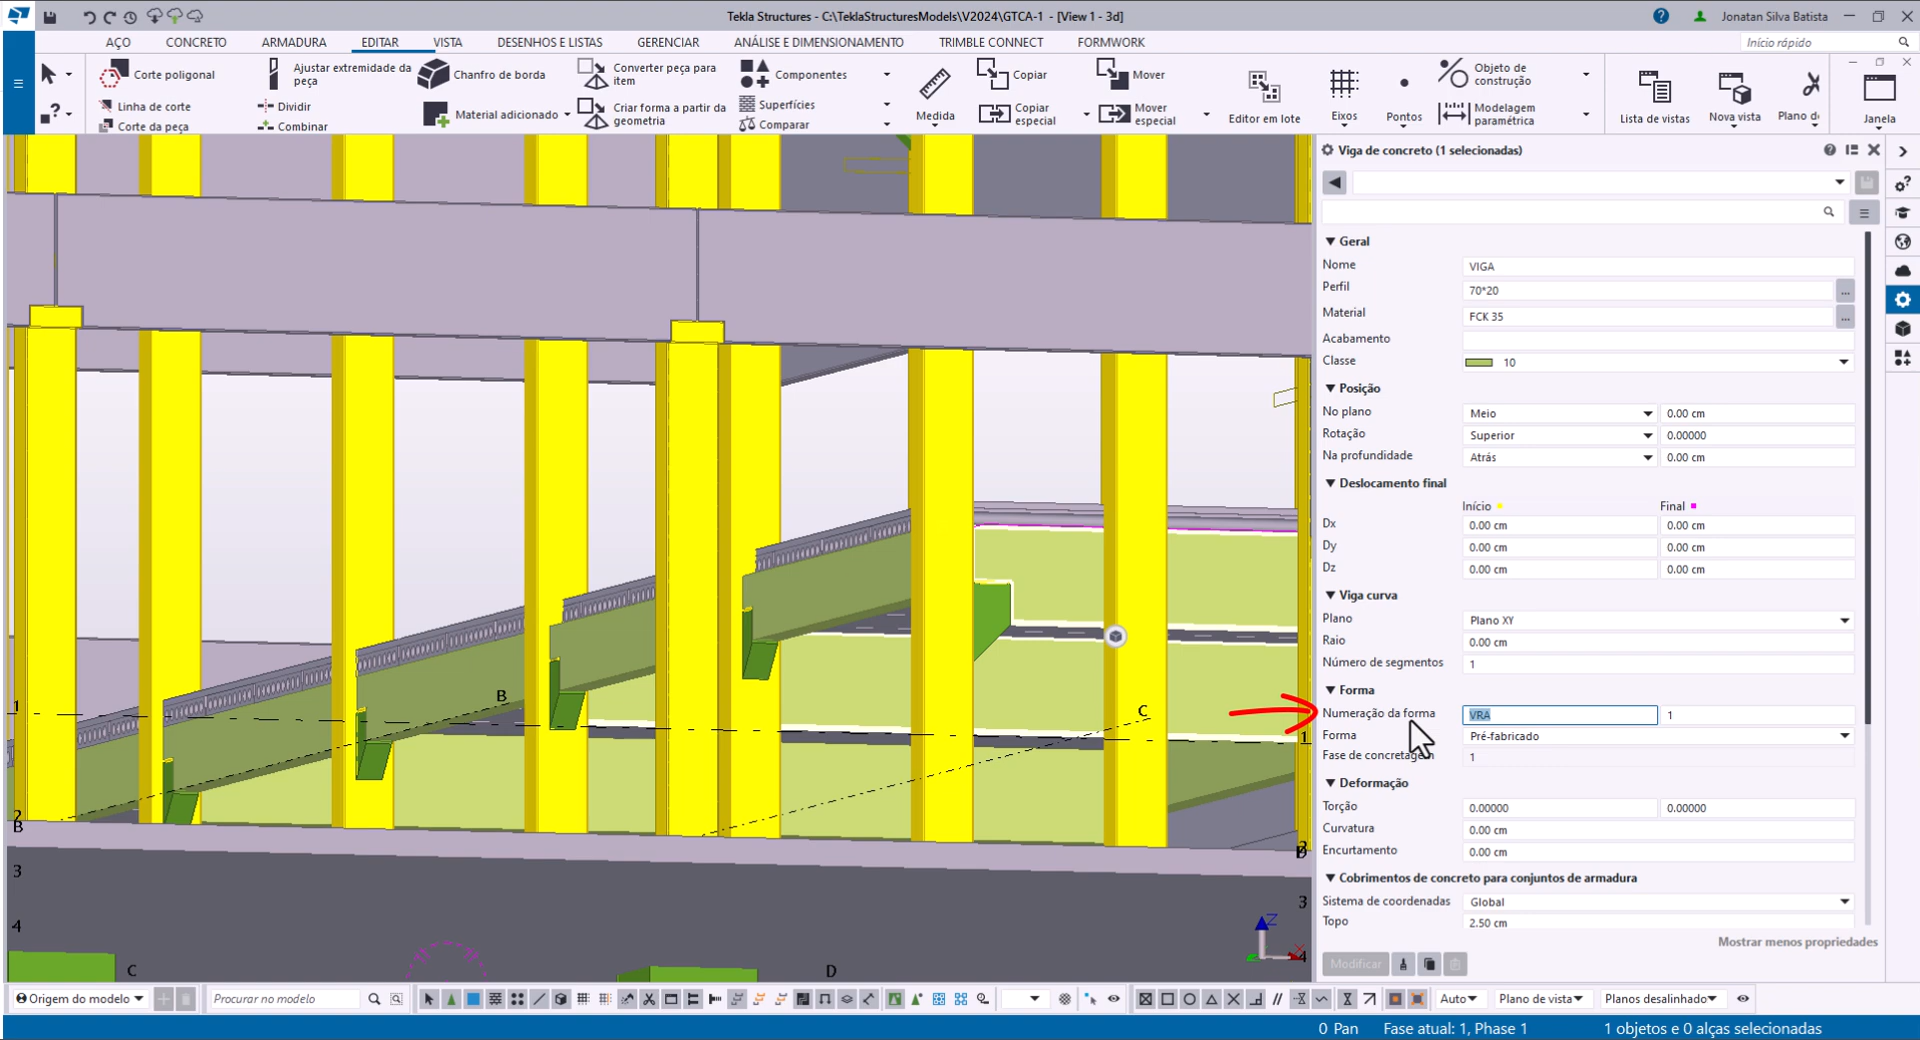 Tekla Structures - C:\TeklaStructuresModels\V2024\GTCA-1 - [View 1 - 3d]
Jonatan Silva Batista
AÇO CONCRETO ARMADURA EDITAR VISTA DESENHOS E LISTAS GERENCIAR ANÁLISE E DIMENSIONAMENTO TRIMBLE CONNECT FORMWORK
Início rápido
Corte poligonal
Linha de corte
Corte da peça
Ajustar extremidade da peça
Dividir
Combinar
Chanfro de borda
Material adicionado
Converter peça para item
Criar forma a partir da geometria
Componentes
Superfícies
Comparar
Medida
Copiar
Copiar especial
Mover
Mover especial
Editor em lote
Eixos
Pontos
Objeto de construção
Modelagem paramétrica
Lista de vistas
Nova vista
Plano d
Janela
Viga de concreto (1 selecionadas)
Geral
Nome VIGA
Perfil 70*20 ...
Material FCK 35 ...
Acabamento
Classe 10
Posição
No plano Meio 0.00 cm
Rotação Superior 0.00000
Na profundidade Atrás 0.00 cm
Deslocamento final
Início Final
Dx 0.00 cm 0.00 cm
Dy 0.00 cm 0.00 cm
Dz 0.00 cm 0.00 cm
Viga curva
Plano Plano XY
Raio 0.00 cm
Número de segmentos 1
Forma
Numeração da forma VRA 1
Forma Pré-fabricado
Fase de concretagem 1
Deformação
Torção 0.00000 0.00000
Curvatura 0.00 cm
Encurtamento 0.00 cm
Cobrimentos de concreto para conjuntos de armadura
Sistema de coordenadas Global
Topo 2.50 cm
Mostrar menos propriedades
Modificar
1
B
C
1
2
B
3
3
4
4
C
D
Z
Origem do modelo
Procurar no modelo
Auto
Plano de vista
Planos desalinhado
0 Pan Fase atual: 1, Phase 1 1 objetos e 0 alças selecionadas